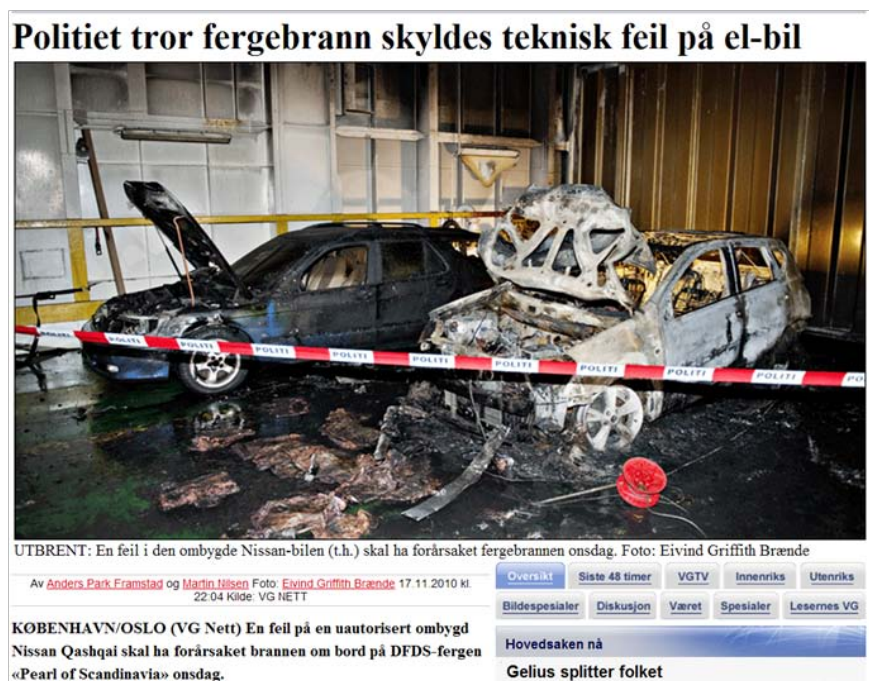 Politiet tror fergebrann skyldes teknisk feil på el-bil
POLITI POLITI POLITI POLITI POLITI POLITI POLITI POLITI POLITI PO
UTBRENT: En feil i den ombygde Nissan-bilen (t.h.) skal ha forårsaket fergebrannen onsdag. Foto: Eivind Griffith Brænde
Av Anders Park Framstad og Martin Nilsen Foto: Eivind Griffith Brænde 17.11.2010 kl.
22:04 Kilde: VG NETT
KØBENHAVN/OSLO (VG Nett) En feil på en uautorisert ombygd
Nissan Qashqai skal ha forårsaket brannen om bord på DFDS-fergen
«Pearl of Scandinavia» onsdag.
Oversikt Siste 48 timer VGTV Innenriks Utenriks
Bildespesialer Diskusjon Været Spesialer Lesernes VG
Hovedsaken nå
Gelius splitter folket